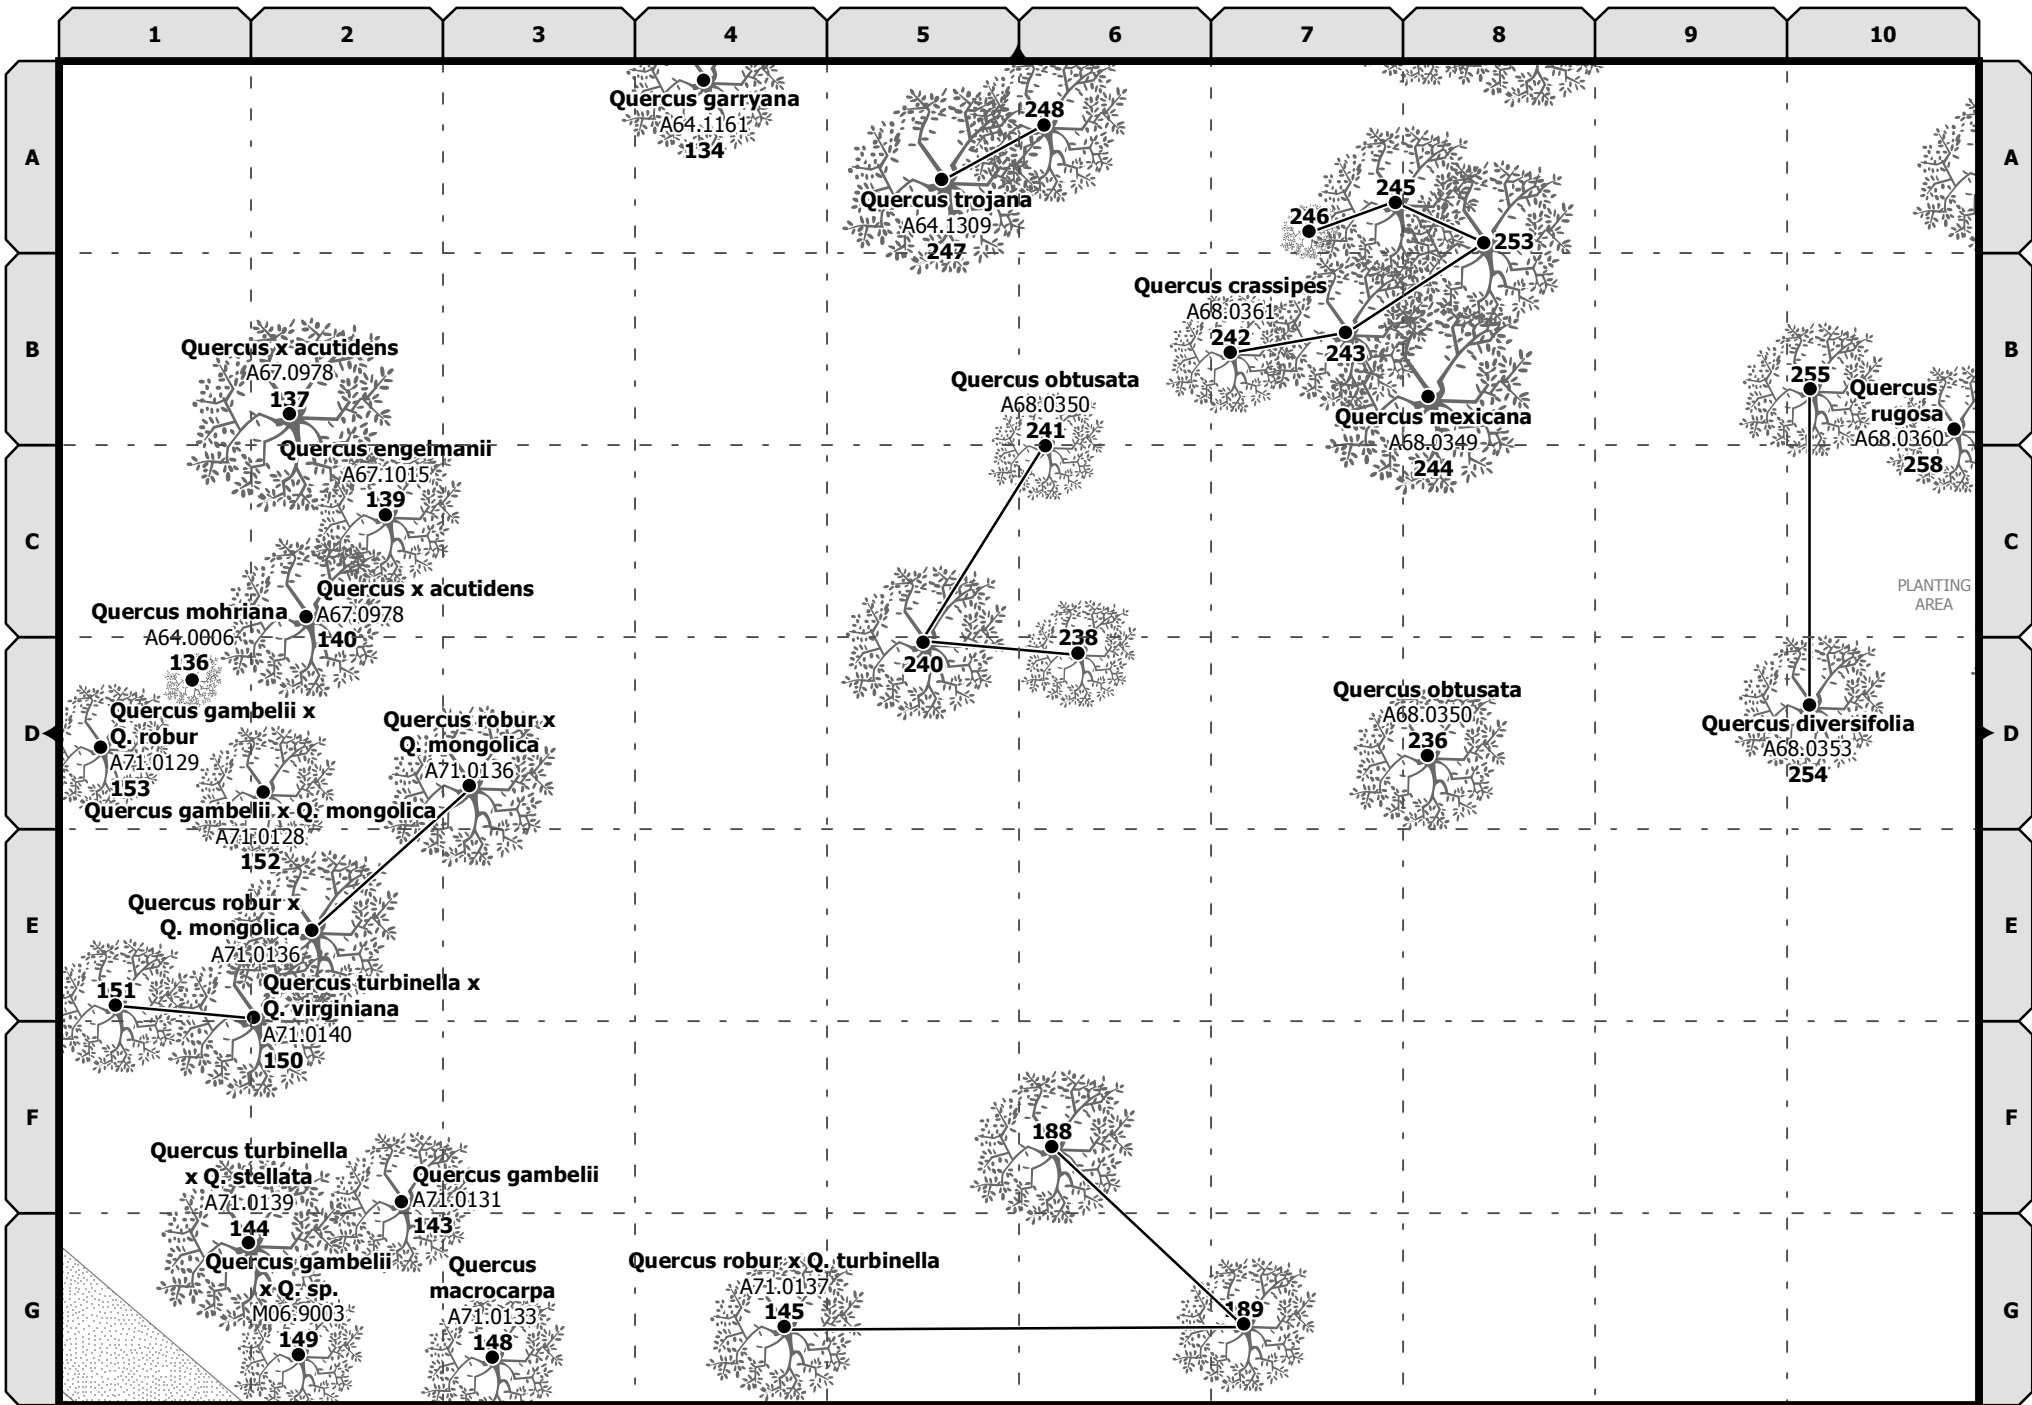 1 2 3 4 5 6 7 8 9 10
A
A
Quercus garryana
A64.1161
134
248
Quercus trojana
A64.1309
247
245
246
253
B
B
Quercus crassipes
A68.0361
242
243
Quercus x acutidens
A67.0978
137
Quercus obtusata
A68.0350
241
Quercus mexicana
A68.0349
244
255
Quercus
rugosa
A68.0360
258
Quercus engelmanii
A67.1015
139
C
C
PLANTING
AREA
Quercus x acutidens
A67.0978
140
Quercus mohriana
A64.0006
136
240
238
D
D
Quercus gambelii x
Q. robur
A71.0129
153
Quercus robur x
Q. mongolica
A71.0136
Quercus obtusata
A68.0350
236
Quercus diversifolia
A68.0353
254
Quercus gambelii x Q. mongolica
A71.0128
152
E
E
Quercus robur x
Q. mongolica
A71.0136
151
Quercus turbinella x
Q. virginiana
A71.0140
150
F
F
188
Quercus turbinella
x Q. stellata
A71.0139
144
Quercus gambelii
A71.0131
143
G
G
Quercus gambelii
x Q. sp.
M06.9003
149
Quercus
macrocarpa
A71.0133
148
Quercus robur x Q. turbinella
A71.0137
145
189